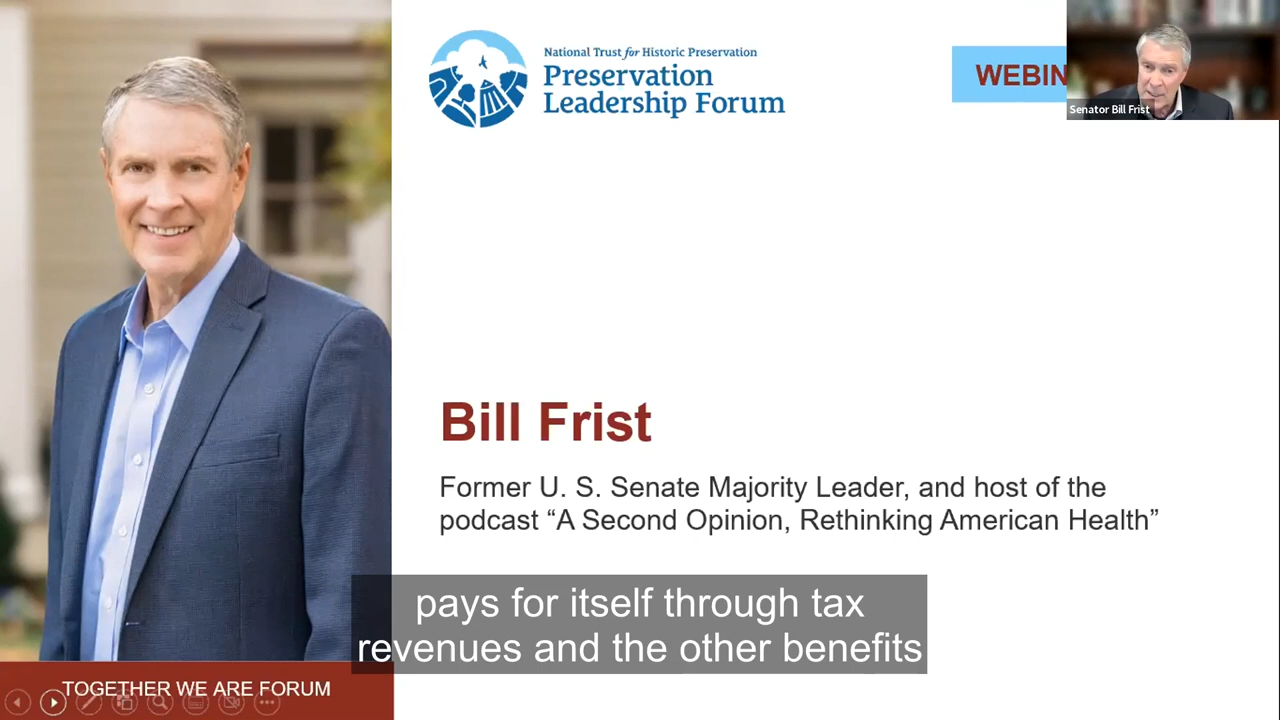 National Trust for Historic Preservation
Preservation
Leadership Forum
WEBIN
Senator Bill Frist
Bill Frist
Former U. S. Senate Majority Leader, and host of the
podcast “A Second Opinion, Rethinking American Health”
pays for itself through tax
revenues and the other benefits
TOGETHER WE ARE FORUM